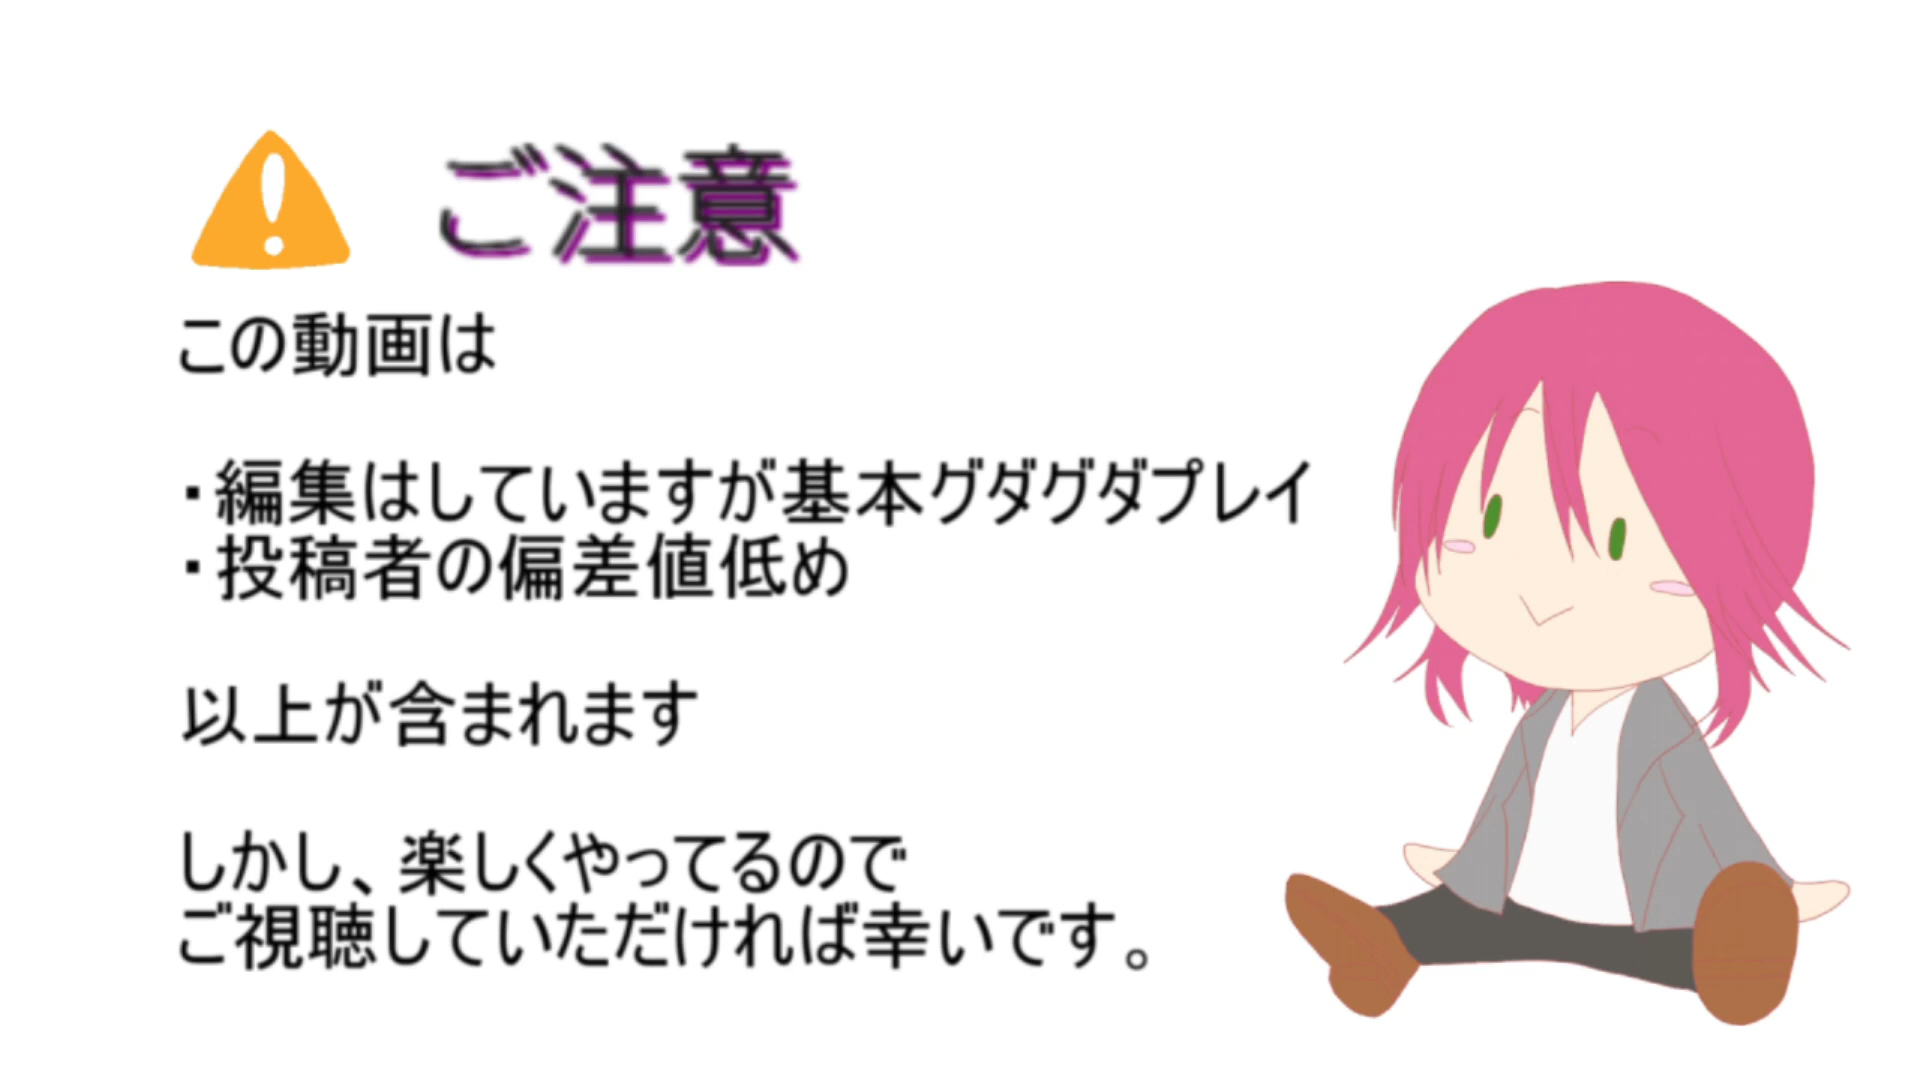 ご注意
この動画は
・編集はしていますが基本グダグダプレイ
・投稿者の偏差値低め
以上が含まれます
しかし、楽しくやってるので
ご視聴していただければ幸いです。